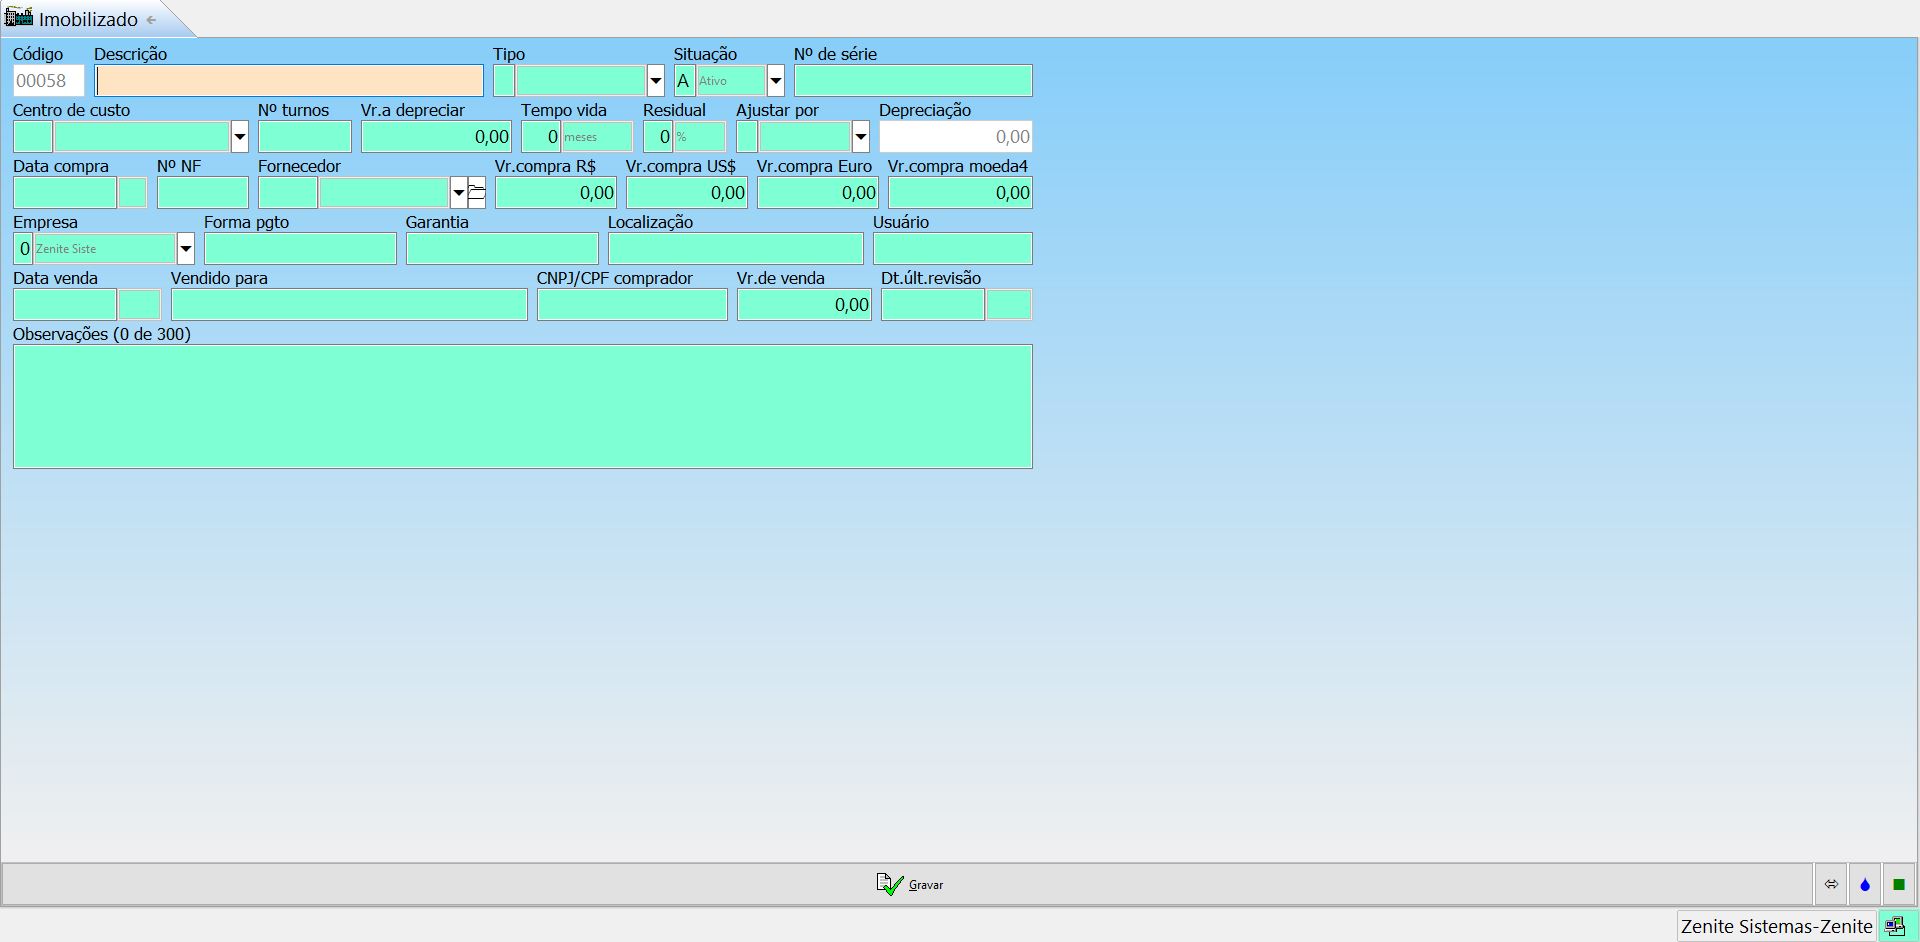 Imobilizado
Código Descrição Tipo Situação Nº de série
00058 A Ativo
Centro de custo Nº turnos Vr.a depreciar Tempo vida Residual Ajustar por Depreciação
0,00 0 meses 0 % 0,00
Data compra Nº NF Fornecedor Vr.compra R$ Vr.compra US$ Vr.compra Euro Vr.compra moeda4
0,00 0,00 0,00 0,00
Empresa Forma pgto Garantia Localização Usuário
0 Zenite Siste
Data venda Vendido para CNPJ/CPF comprador Vr.de venda Dt.últ.revisão
0,00
Observações (0 de 300)
Gravar
Zenite Sistemas-Zenite